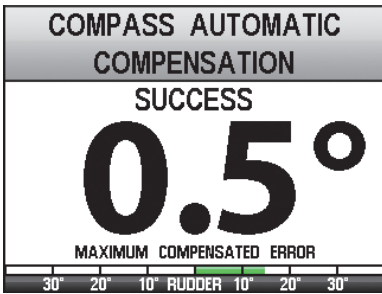 COMPASS AUTOMATIC
COMPENSATION
SUCCESS
0.5°
MAXIMUM COMPENSATED ERROR
30° 20° 10° RUDDER 10° 20° 30°